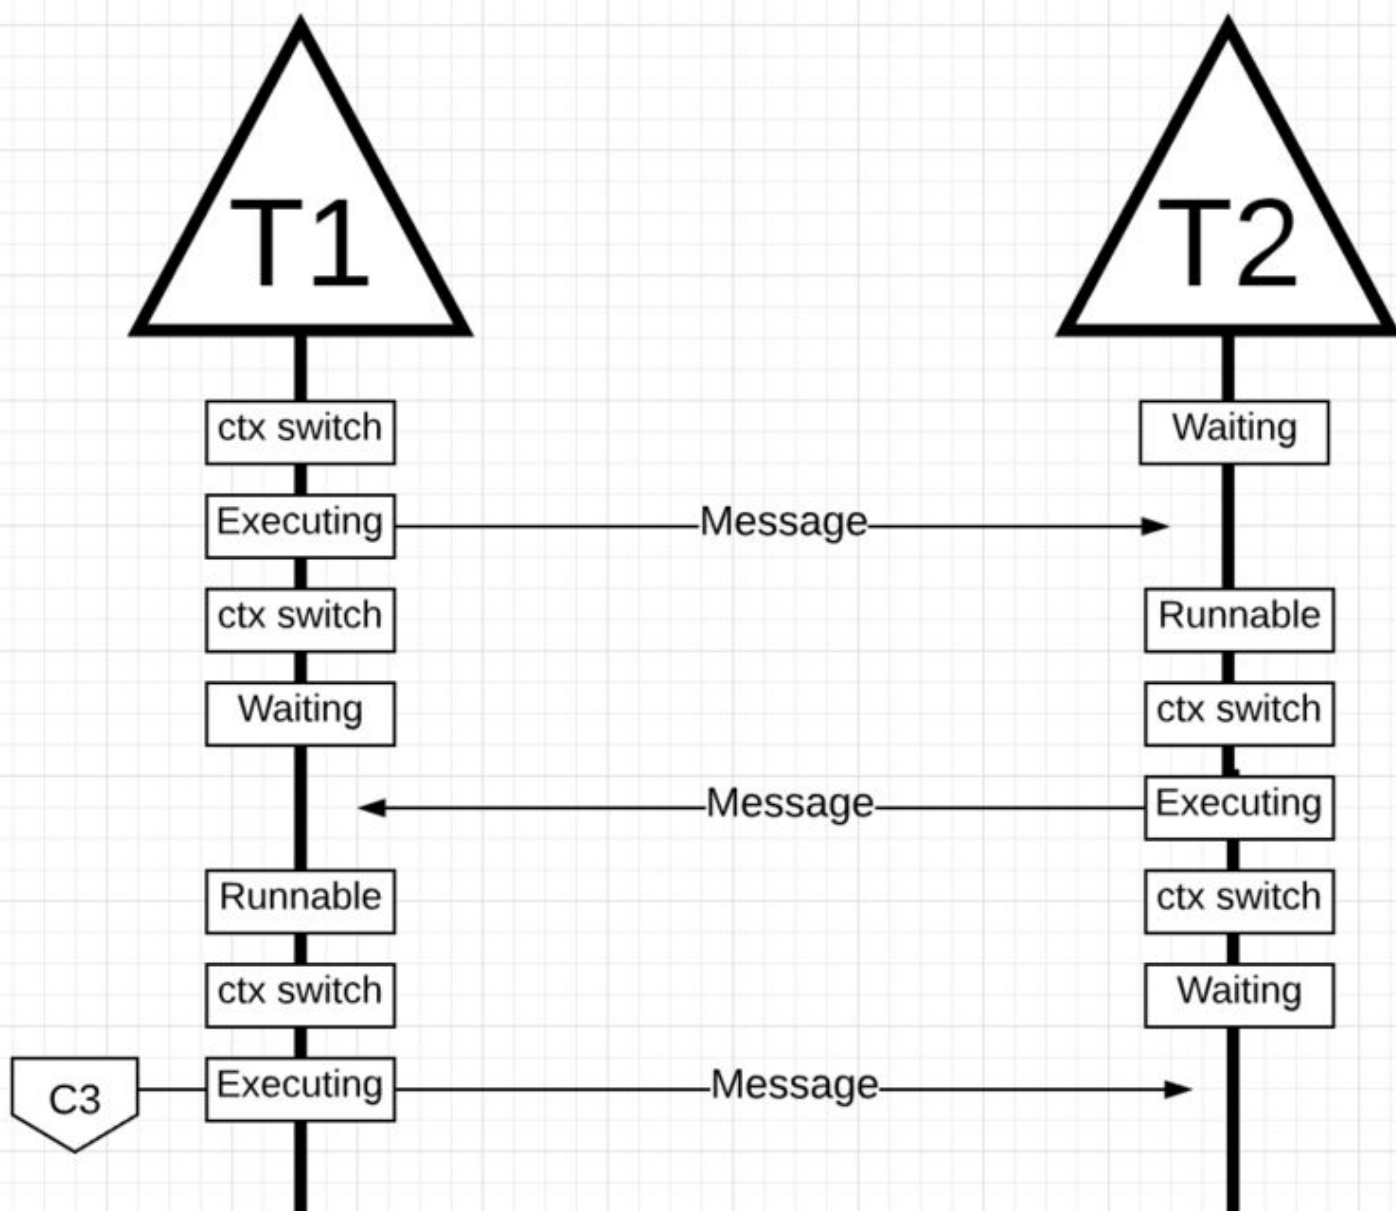 T1
T2
ctx switch
Waiting
Executing
Message
ctx switch
Runnable
Waiting
ctx switch
Message
Executing
Runnable
ctx switch
ctx switch
Waiting
C3
Executing
Message